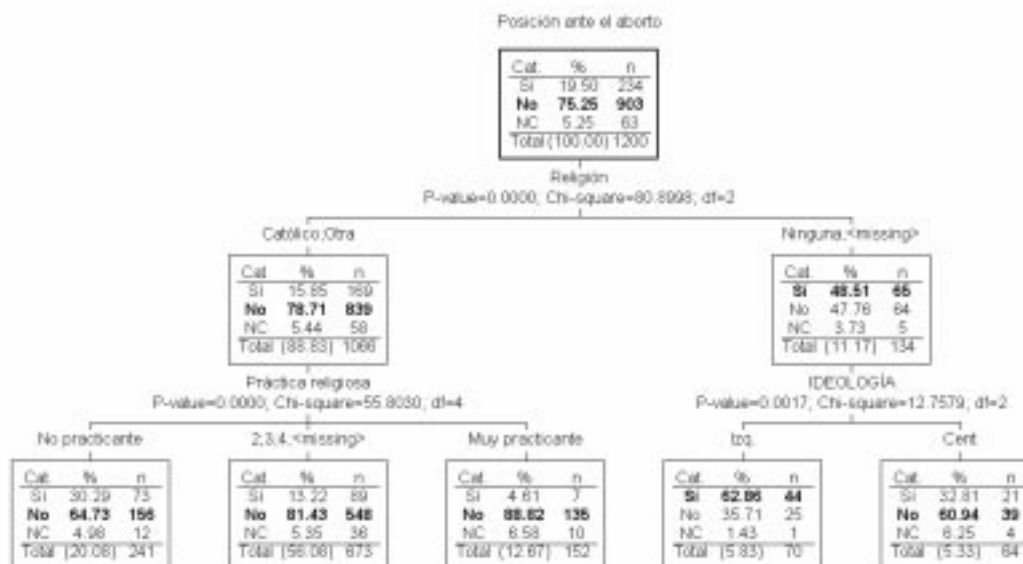 Posición ante el aborto
Cat. % n
Si 19.50 234
No 75.25 903
NC 5.25 63
Total (100.00) 1200
Religión
P-value=0.0000; Chi-square=80.8998; df=2
Católico;Otra
Cat. % n
Si 15.85 169
No 78.71 839
NC 5.44 58
Total (88.83) 1066
Ninguna;<missing>
Cat. % n
Si 48.51 65
No 47.76 64
NC 3.73 5
Total (11.17) 134
Práctica religiosa
P-value=0.0000; Chi-square=55.8030; df=4
IDEOLOGÍA
P-value=0.0017; Chi-square=12.7579; df=2
No practicante
Cat. % n
Si 30.29 73
No 64.73 156
NC 4.98 12
Total (20.08) 241
2;3;4;<missing>
Cat. % n
Si 13.22 89
No 81.43 548
NC 5.35 36
Total (56.08) 673
Muy practicante
Cat. % n
Si 4.61 7
No 88.82 135
NC 6.58 10
Total (12.67) 152
Izq.
Cat. % n
Si 62.86 44
No 35.71 25
NC 1.43 1
Total (5.83) 70
Cent
Cat. % n
Si 32.81 21
No 60.94 39
NC 6.25 4
Total (5.33) 64